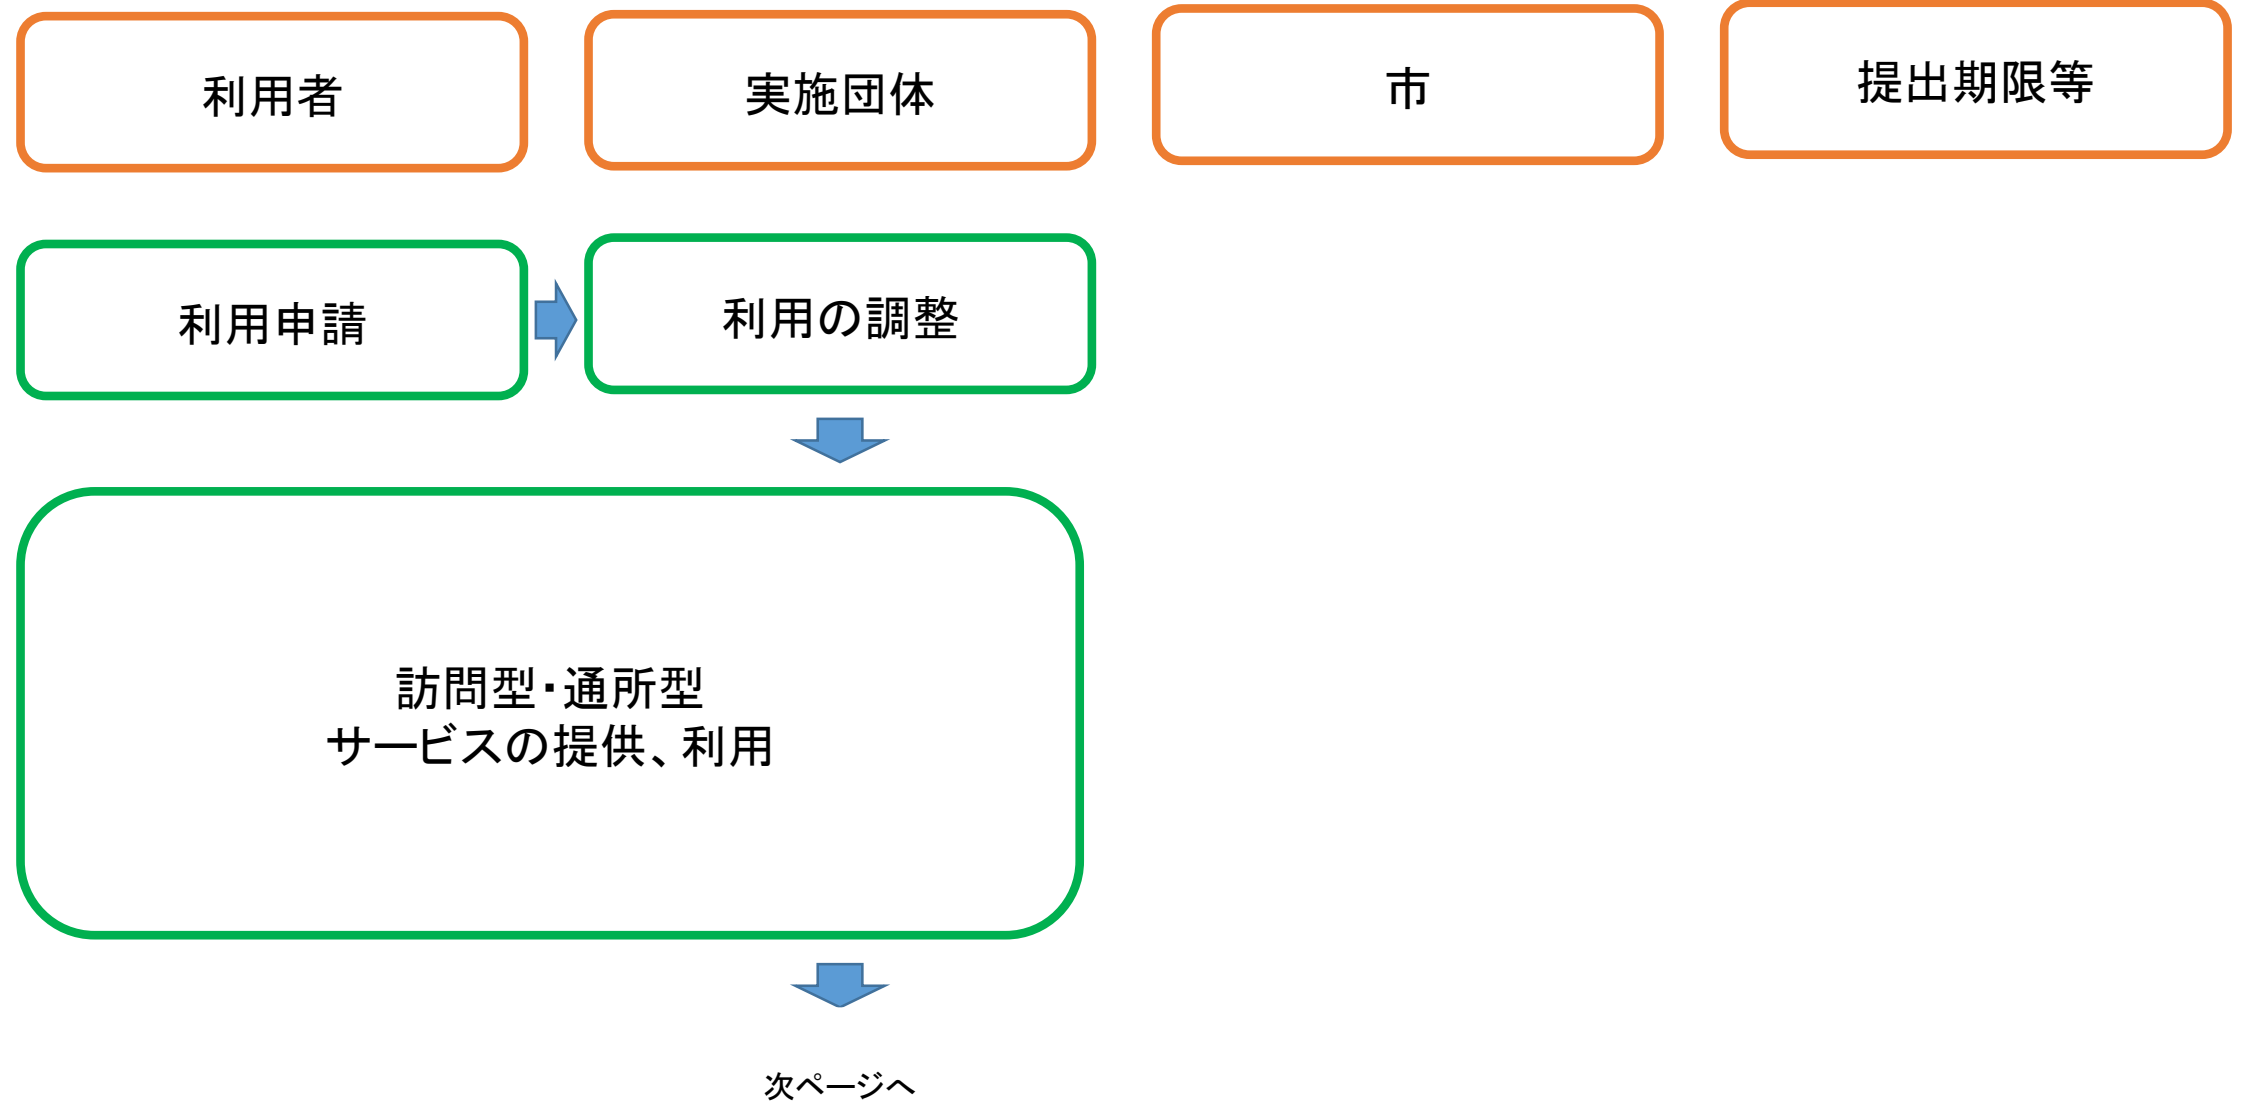 利用者
実施団体
市
提出期限等
利用申請
利用の調整
訪問型・通所型
サービスの提供、利用
次ページへ